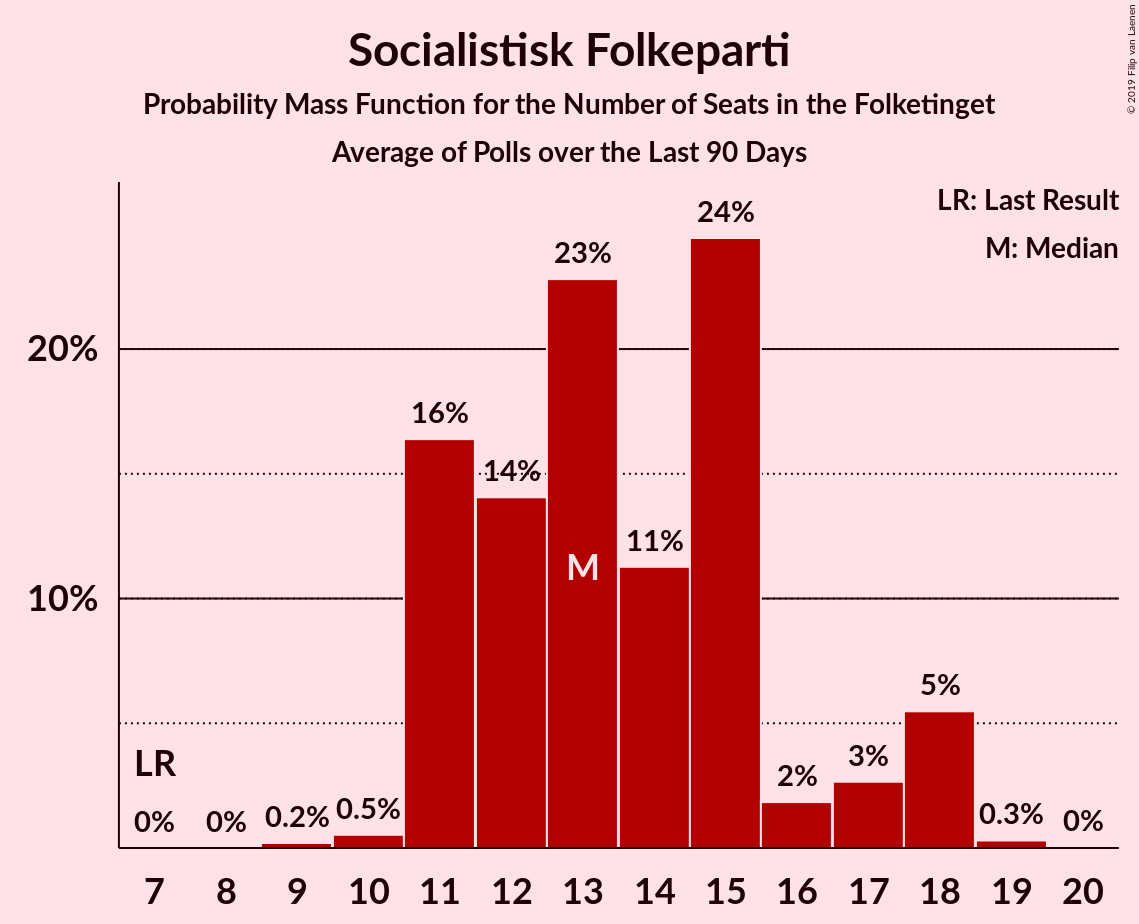 Socialistisk Folkeparti
Probability Mass Function for the Number of Seats in the Folketinget
Average of Polls over the Last 90 Days
© 2019 Filip van Laenen
LR: Last Result
M: Median
20%
10%
0%
0%
0.2%
0.5%
16%
14%
23%
11%
24%
2%
3%
5%
0.3%
0%
LR
M
7 8 9 10 11 12 13 14 15 16 17 18 19 20